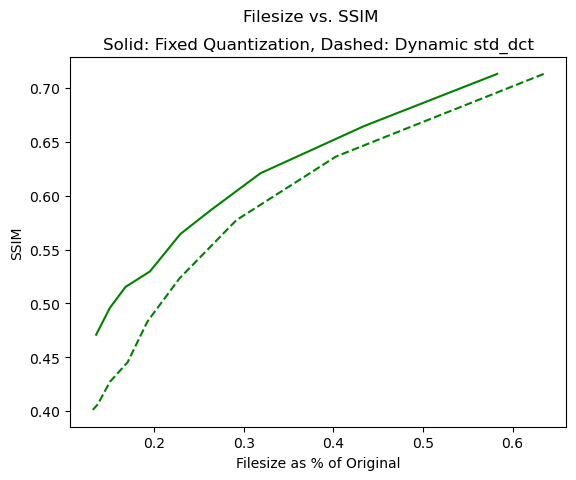 Filesize vs. SSIM
Solid: Fixed Quantization, Dashed: Dynamic std_dct
0.70
0.65
0.60
0.55
0.50
0.45
0.40
SSIM
0.2 0.3 0.4 0.5 0.6
Filesize as % of Original